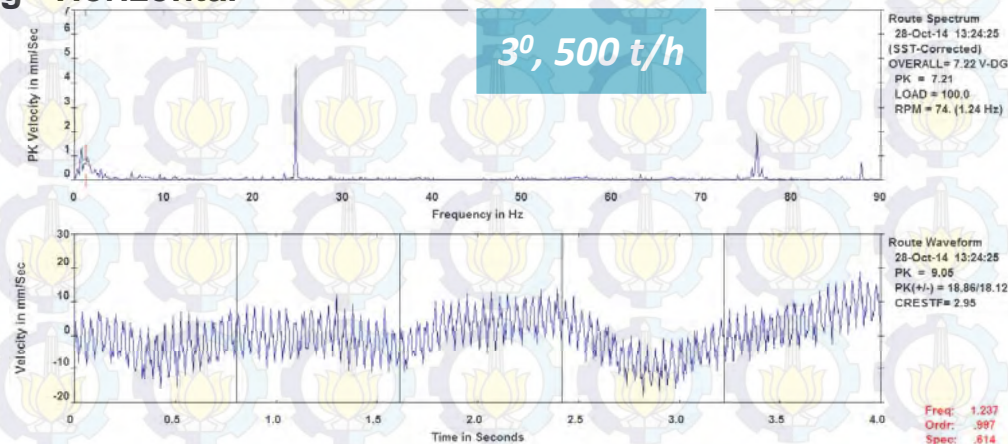 g - Horizontal
3⁰, 500 t/h
PK Velocity in mm/Sec
7
6
5
4
3
2
1
0
0 10 20 30 40 50 60 70 80 90
Frequency in Hz
Route Spectrum
28-Oct-14 13:24:25
(SST-Corrected)
OVERALL= 7.22 V-DG
PK = 7.21
LOAD = 100.0
RPM = 74. (1.24 Hz)
Velocity in mm/Sec
30
20
10
0
-10
-20
0 0.5 1.0 1.5 2.0 2.5 3.0 3.5 4.0
Time in Seconds
Route Waveform
28-Oct-14 13:24:25
PK = 9.05
PK(+/-) = 18.86/18.12
CRESTF= 2.95
Freq: 1.237
Ordr: .997
Spec: .614